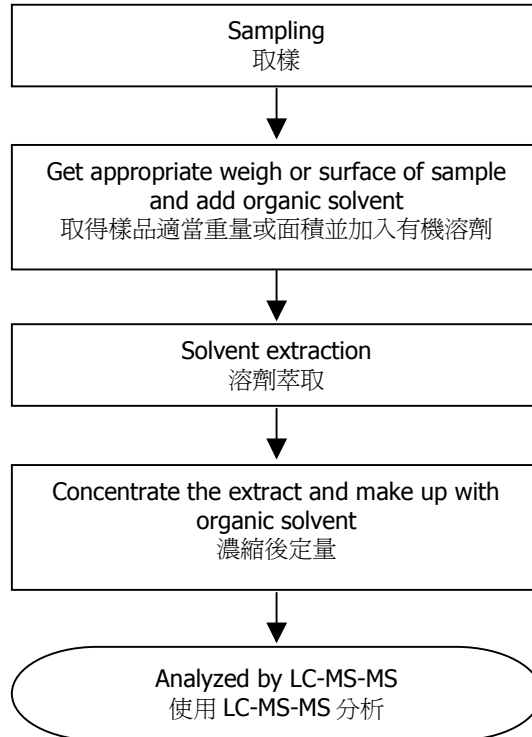 Sampling
取樣
Get appropriate weigh or surface of sample
and add organic solvent
取得樣品適當重量或面積並加入有機溶劑
Solvent extraction
溶劑萃取
Concentrate the extract and make up with
organic solvent
濃縮後定量
Analyzed by LC-MS-MS
使用 LC-MS-MS 分析